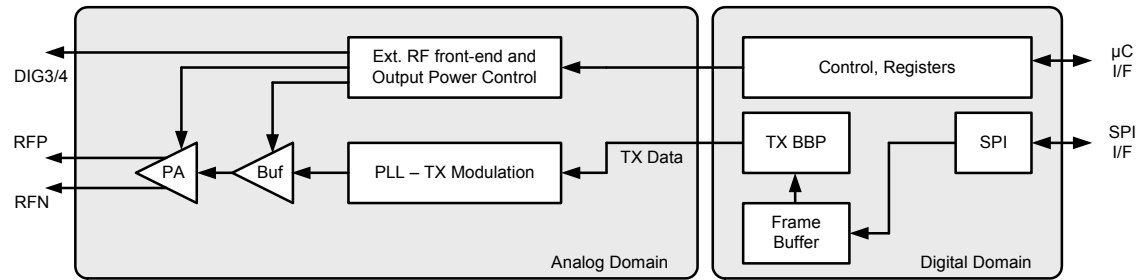 DIG3/4
Ext. RF front-end and
Output Power Control
Control, Registers
µC
I/F
RFP
RFN
PA
Buf
PLL – TX Modulation
TX Data
TX BBP
SPI
SPI
I/F
Frame
Buffer
Analog Domain
Digital Domain